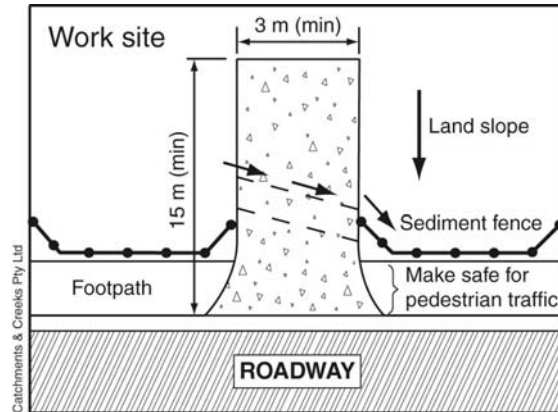 Work site
3 m (min)
15 m (min)
Land slope
Sediment fence
Footpath
Make safe for
pedestrian traffic
ROADWAY
Catchments & Creeks Pty Ltd